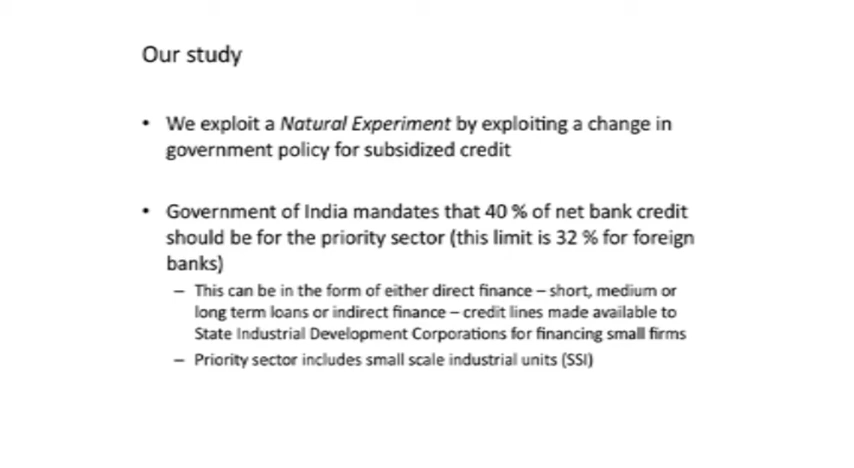 Our study
• We exploit a Natural Experiment by exploiting a change in
government policy for subsidized credit
• Government of India mandates that 40 % of net bank credit
should be for the priority sector (this limit is 32 % for foreign
banks)
– This can be in the form of either direct finance – short, medium or
long term loans or indirect finance – credit lines made available to
State Industrial Development Corporations for financing small firms
– Priority sector includes small scale industrial units (SSI)